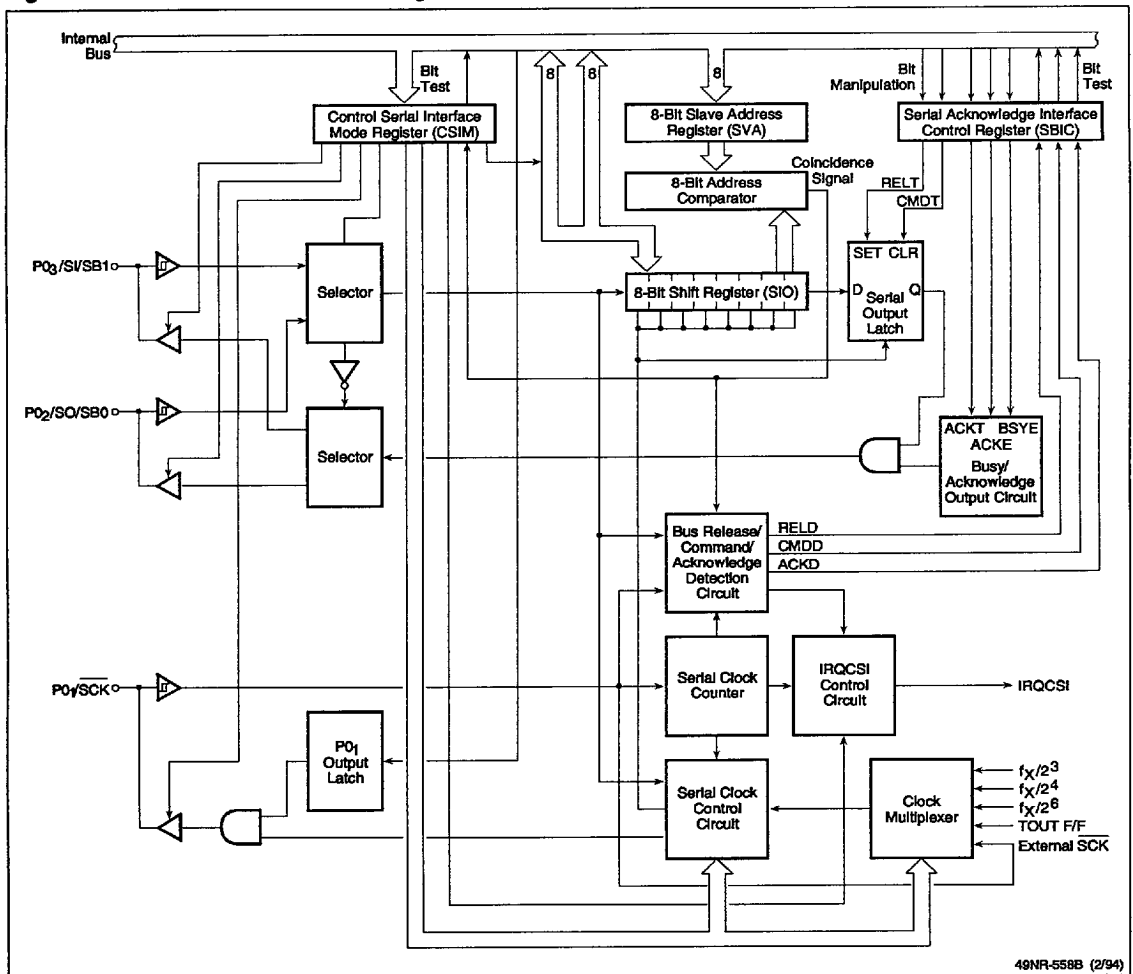 Internal
Bus
Bit
Test
8
8
8
Bit
Manipulation
Bit
Test
Control Serial Interface
Mode Register (CSIM)
8-Bit Slave Address
Register (SVA)
Serial Acknowledge Interface
Control Register (SBIC)
8-Bit Address
Comparator
Coincidence
Signal
RELT
CMDT
P03/SI/SB1
Selector
8-Bit Shift Register (SIO)
SET CLR
D
Q
Serial
Output
Latch
P02/SO/SB0
Selector
ACKT BSYE
ACKE
Busy/
Acknowledge
Output Circuit
Bus Release/
Command/
Acknowledge
Detection
Circuit
RELD
CMDD
ACKD
P01/SCK
Serial Clock
Counter
IRQCSI
Control
Circuit
IRQCSI
P01
Output
Latch
Serial Clock
Control
Circuit
Clock
Multiplexer
fX/2³
fX/2⁴
fX/2⁶
TOUT F/F
External SCK
49NR-558B (2/94)